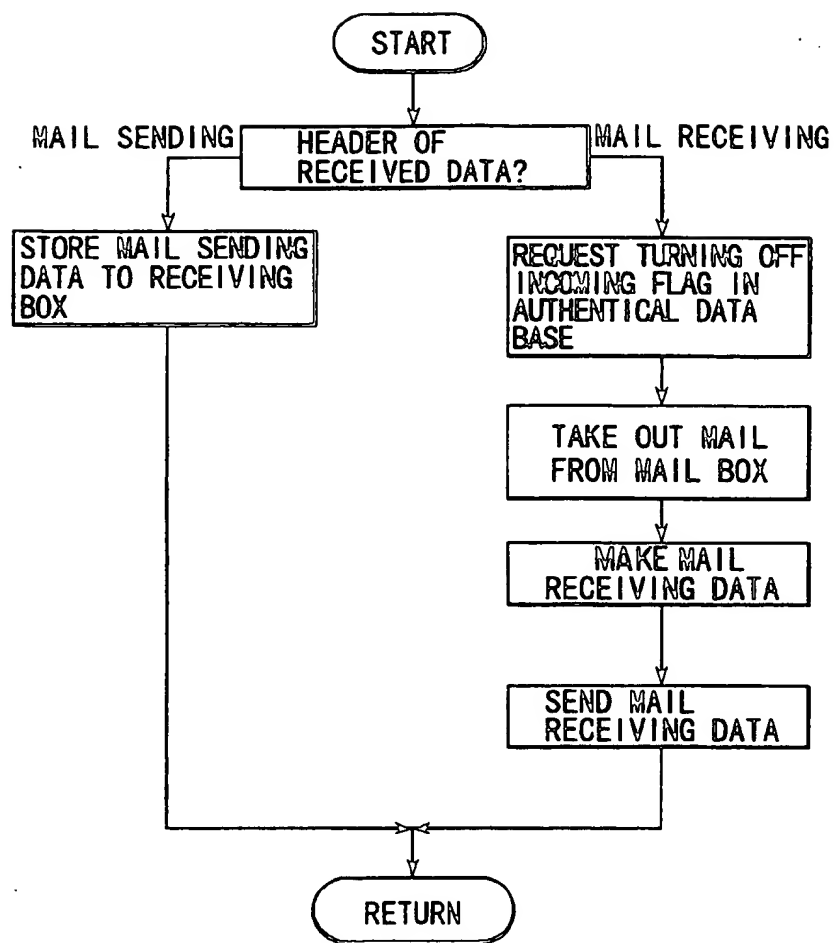 START
MAIL SENDING
HEADER OF
RECEIVED DATA?
MAIL RECEIVING
STORE MAIL SENDING
DATA TO RECEIVING
BOX
REQUEST TURNING OFF
INCOMING FLAG IN
AUTHENTICAL DATA
BASE
TAKE OUT MAIL
FROM MAIL BOX
MAKE MAIL
RECEIVING DATA
SEND MAIL
RECEIVING DATA
RETURN